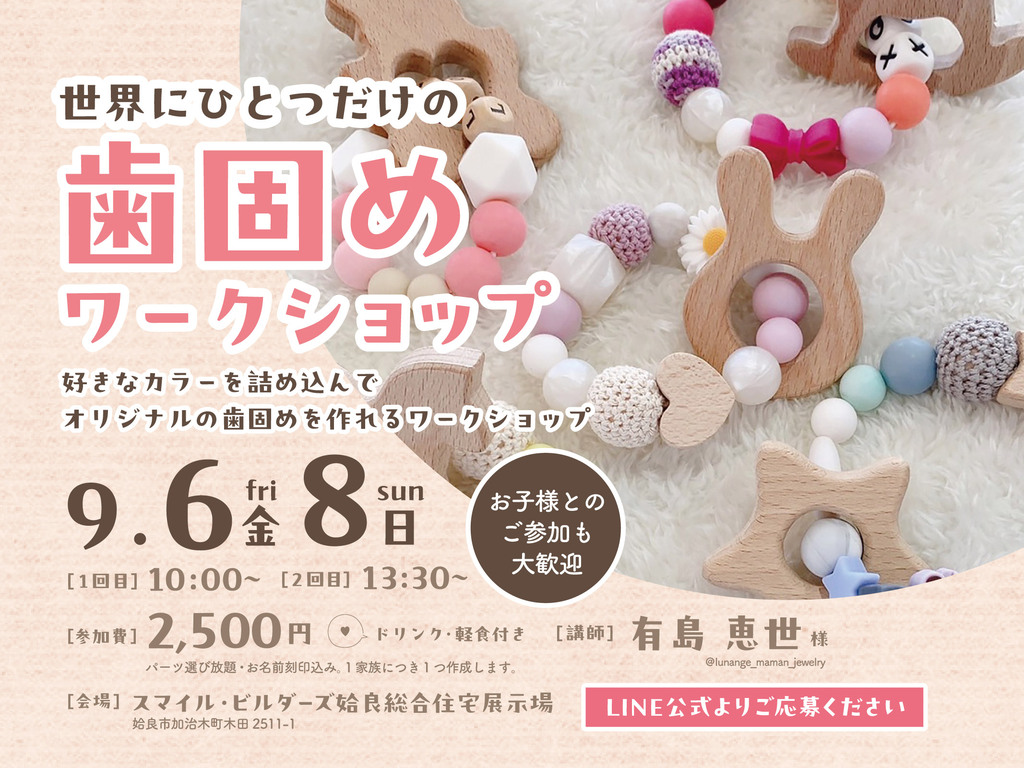 世界にひとつだけの
歯固め
ワークショップ
好きなカラーを詰め込んで
オリジナルの歯固めを作れるワークショップ
9.6 fri 金 8 sun 日
お子様との
ご参加も
大歓迎
[1回目] 10:00~ [2回目] 13:30~
[参加費] 2,500円 ドリンク・軽食付き
[講師] 有島 恵世 様
@lunange_maman_jewelry
パーツ選び放題・お名前刻印込み。1家族につき1つ作成します。
[会場] スマイル・ビルダーズ姶良総合住宅展示場
姶良市加治木町木田 2511-1
LINE公式よりご応募ください